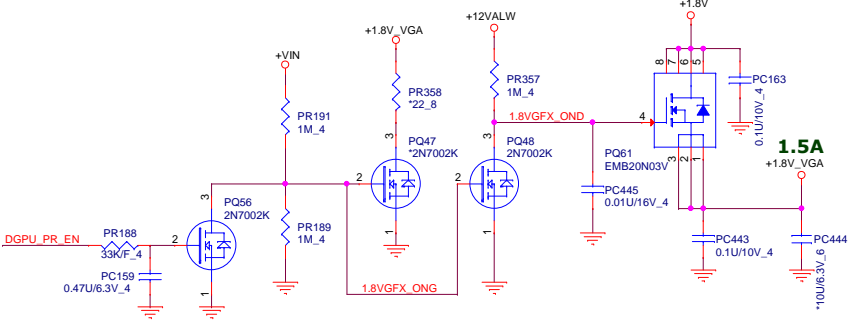 +1.8V
+12VALW
+1.8V_VGA
+VIN
8
7
6
5
PR358
*22_8
PR357
1M_4
PC163
0.1U/10V_4
PR191
1M_4
1.8VGFX_OND
4
3
PQ47
*2N7002K
3
PQ48
2N7002K
PQ61
EMB20N03V
1.5A
+1.8V_VGA
3
2
1
2
2
PC445
0.01U/16V_4
3
PQ56
2N7002K
PR189
1M_4
1
1
DGPU_PR_EN
PR188
33K/F_4
2
PC443
0.1U/10V_4
PC444
*10U/6.3V_6
PC159
0.47U/6.3V_4
1
1.8VGFX_ONG